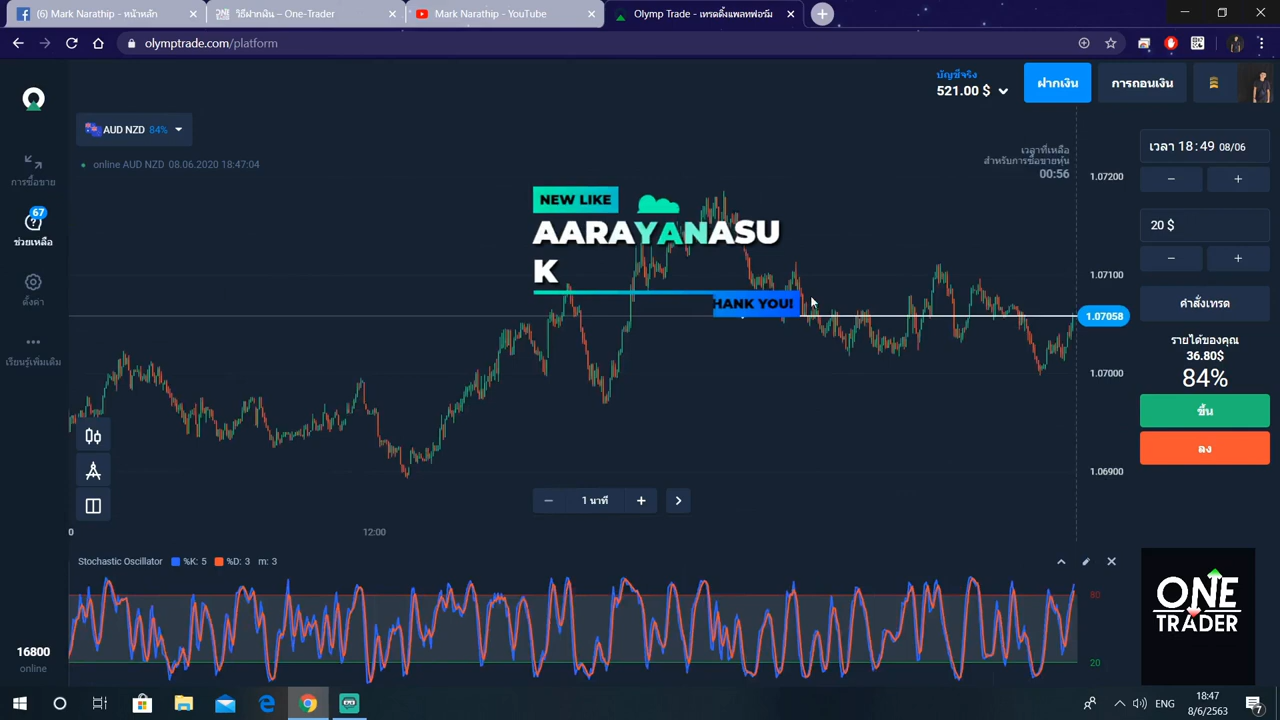 (6) Mark Narathip - หน้าหลัก
วิธีฝากเงิน – One-Trader
Mark Narathip - YouTube
Olymp Trade - เทรดดิ้งแพลทฟอร์ม
olymptrade.com/platform
บัญชีจริง
521.00 $
ฝากเงิน
การถอนเงิน
AUD NZD 84%
online AUD NZD 08.06.2020 18:47:04
เวลาที่เหลือ
สำหรับการซื้อขายหุ้น
00:56
เวลา 18:49 08/06
− +
20 $
− +
คำสั่งเทรด
รายได้ของคุณ
36.80$
84%
ขึ้น
ลง
การซื้อขาย
67
ช่วยเหลือ
ตั้งค่า
เรียนรู้เพิ่มเติม
NEW LIKE
AARAYANASU
K
HANK YOU!
1.07200
1.07100
1.07058
1.07000
1.06900
− 1 นาที + >
0 12:00
Stochastic Oscillator %K: 5 %D: 3 m: 3
80
20
ONE
TRADER
16800
online
ENG
18:47
8/6/2563
7